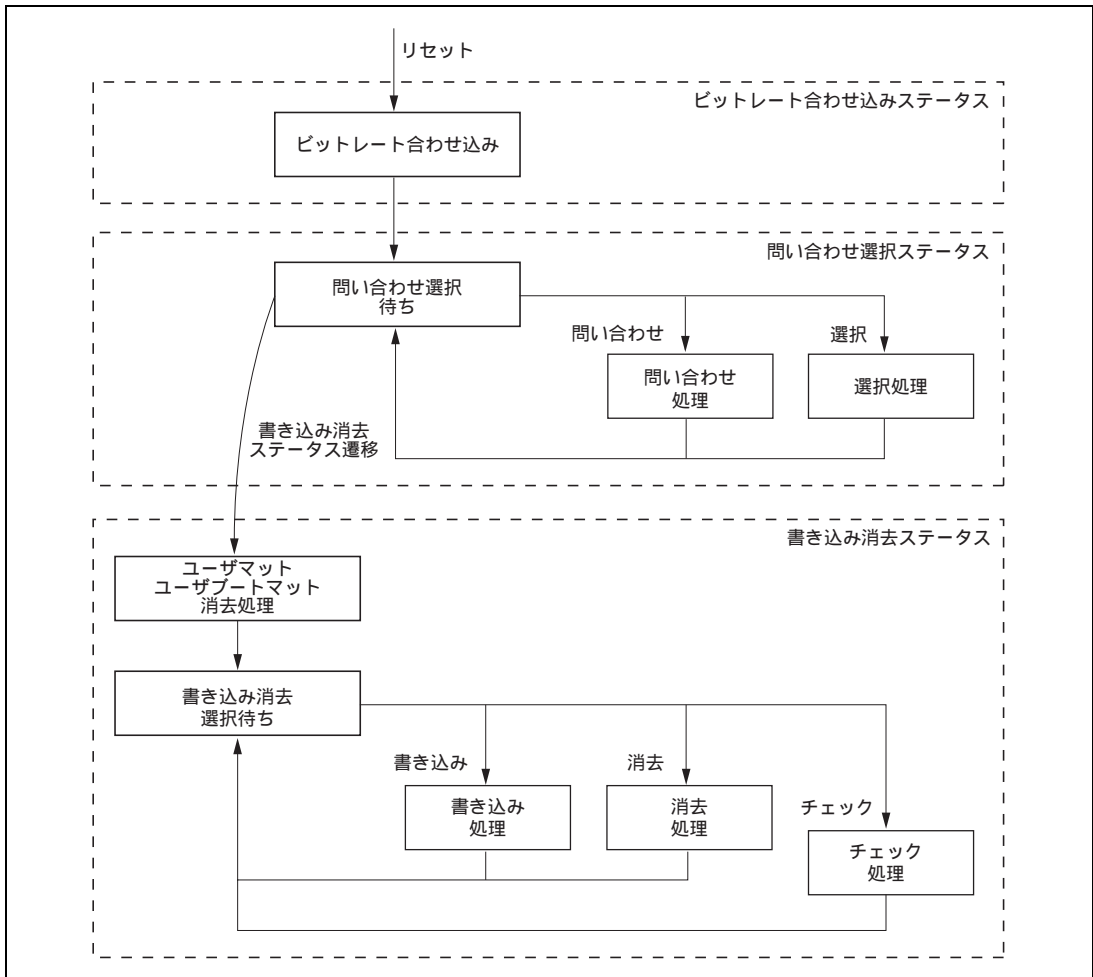 リセット
ビットレート合わせ込みステータス
ビットレート合わせ込み
問い合わせ選択ステータス
問い合わせ選択
待ち
問い合わせ
選択
問い合わせ
処理
選択処理
書き込み消去
ステータス遷移
書き込み消去ステータス
ユーザマット
ユーザブートマット
消去処理
書き込み消去
選択待ち
書き込み
消去
書き込み
処理
消去
処理
チェック
チェック
処理